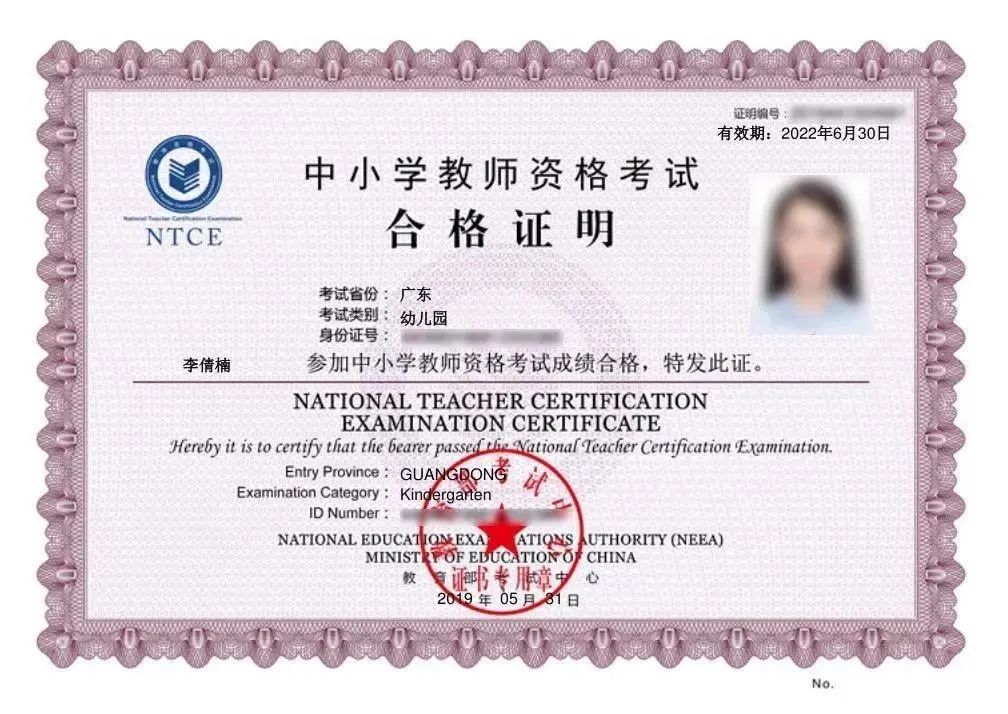 证明编号：
有效期：2022年6月30日
National Teacher Certification Examination
NTCE
中小学教师资格考试
合格证明
考试省份：广东
考试类别：幼儿园
身份证号：
李倩楠 参加中小学教师资格考试成绩合格，特发此证。
NATIONAL TEACHER CERTIFICATION
EXAMINATION CERTIFICATE
Hereby it is to certify that the bearer passed the National Teacher Certification Examination.
Entry Province： GUANGDONG
Examination Category： Kindergarten
ID Number：
NATIONAL EDUCATION EXAMINATIONS AUTHORITY (NEEA)
MINISTRY OF EDUCATION OF CHINA
教育部考试中心
教育部考试中心
证书专用章
2019 年 05 月 31 日
No.